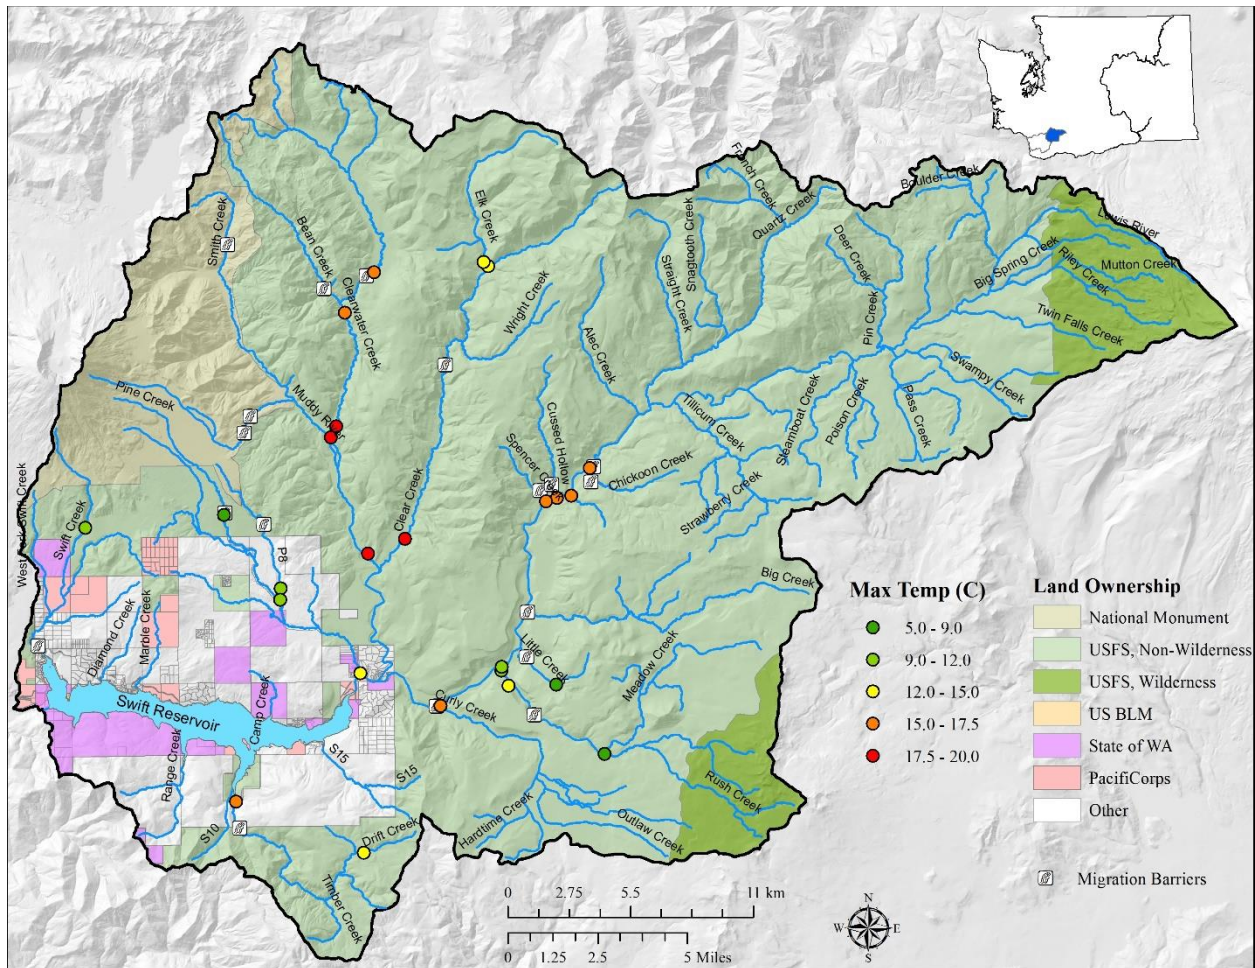 French Creek
Boulder Creek
Elk Creek
Snagtooth Creek
Quartz Creek
Lewis River
Smith Creek
Bean Creek
Straight Creek
Deer Creek
Big Spring Creek
Riley Creek
Mutton Creek
Clearwater Creek
Wright Creek
Pin Creek
Twin Falls Creek
Alec Creek
Swampy Creek
Pine Creek
Muddy River
Cussed Hollow
Tillicum Creek
Steamboat Creek
Poison Creek
Pass Creek
Spencer Creek
Chickoon Creek
West Fork Swift Creek
Swift Creek
Clear Creek
Strawberry Creek
P8
Big Creek
Diamond Creek
Marble Creek
Little Creek
Meadow Creek
Swift Reservoir
Camp Creek
Curly Creek
Range Creek
S15
S15
Rush Creek
S10
Drift Creek
Hardtime Creek
Outlaw Creek
Timber Creek
Max Temp (C)
5.0 - 9.0
9.0 - 12.0
12.0 - 15.0
15.0 - 17.5
17.5 - 20.0
Land Ownership
National Monument
USFS, Non-Wilderness
USFS, Wilderness
US BLM
State of WA
PacifiCorps
Other
Migration Barriers
0 2.75 5.5 11 km
0 1.25 2.5 5 Miles
N
W E
S